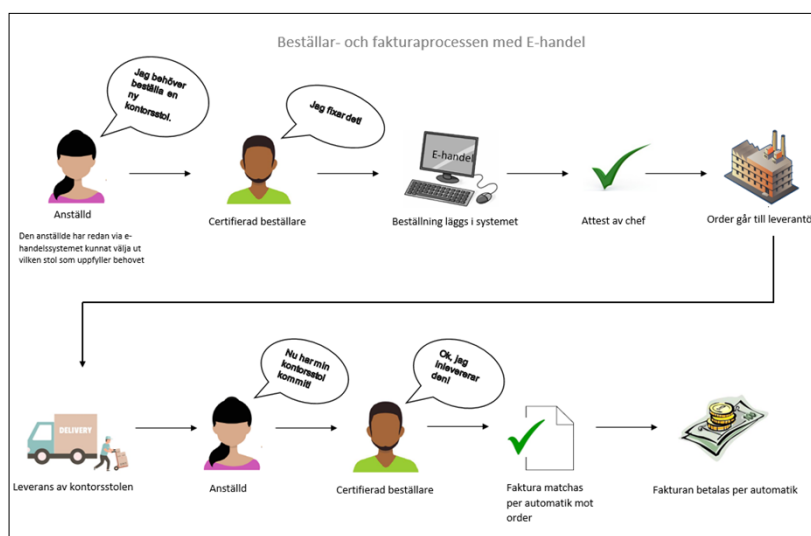 Beställar- och fakturaprocessen med E-handel
Jag behöver
beställa en
ny
kontorsstol.
Jag fixar det!
E-handel
Anställd
Certifierad beställare
Beställning läggs i systemet
Attest av chef
Order går till leverantö
Den anställde har redan via e-
handelssystemet kunnat välja ut
vilken stol som uppfyller behovet
Nu har min
kontorsstol
kommit!
Ok, jag
inlevererar
den!
DELIVERY
Leverans av kontorsstolen
Anställd
Certifierad beställare
Faktura matchas
per automatik mot
order
Fakturan betalas per automatik